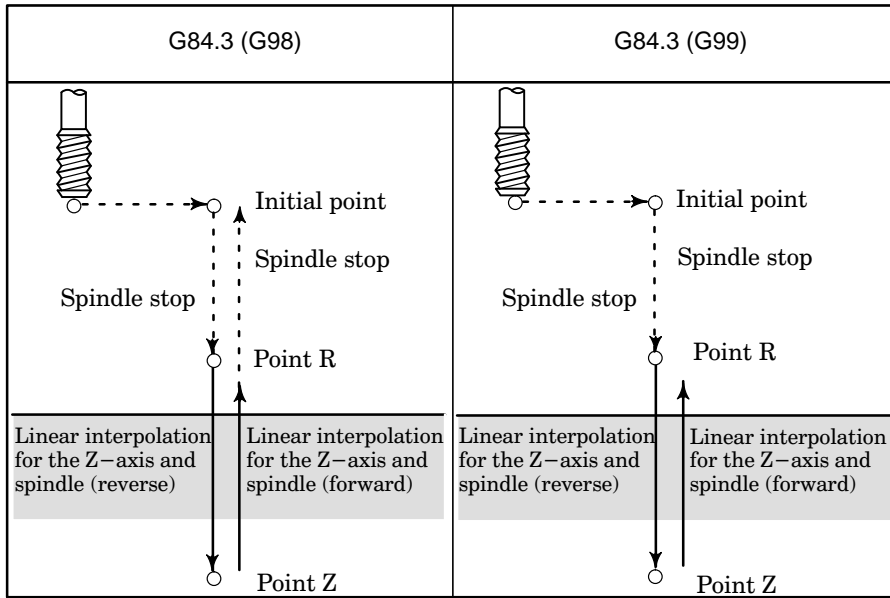 G84.3 (G98)
G84.3 (G99)
Initial point
Spindle stop
Spindle stop
Point R
Linear interpolation
for the Z−axis and
spindle (reverse)
Linear interpolation
for the Z−axis and
spindle (forward)
Point Z
Initial point
Spindle stop
Spindle stop
Point R
Linear interpolation
for the Z−axis and
spindle (reverse)
Linear interpolation
for the Z−axis and
spindle (forward)
Point Z